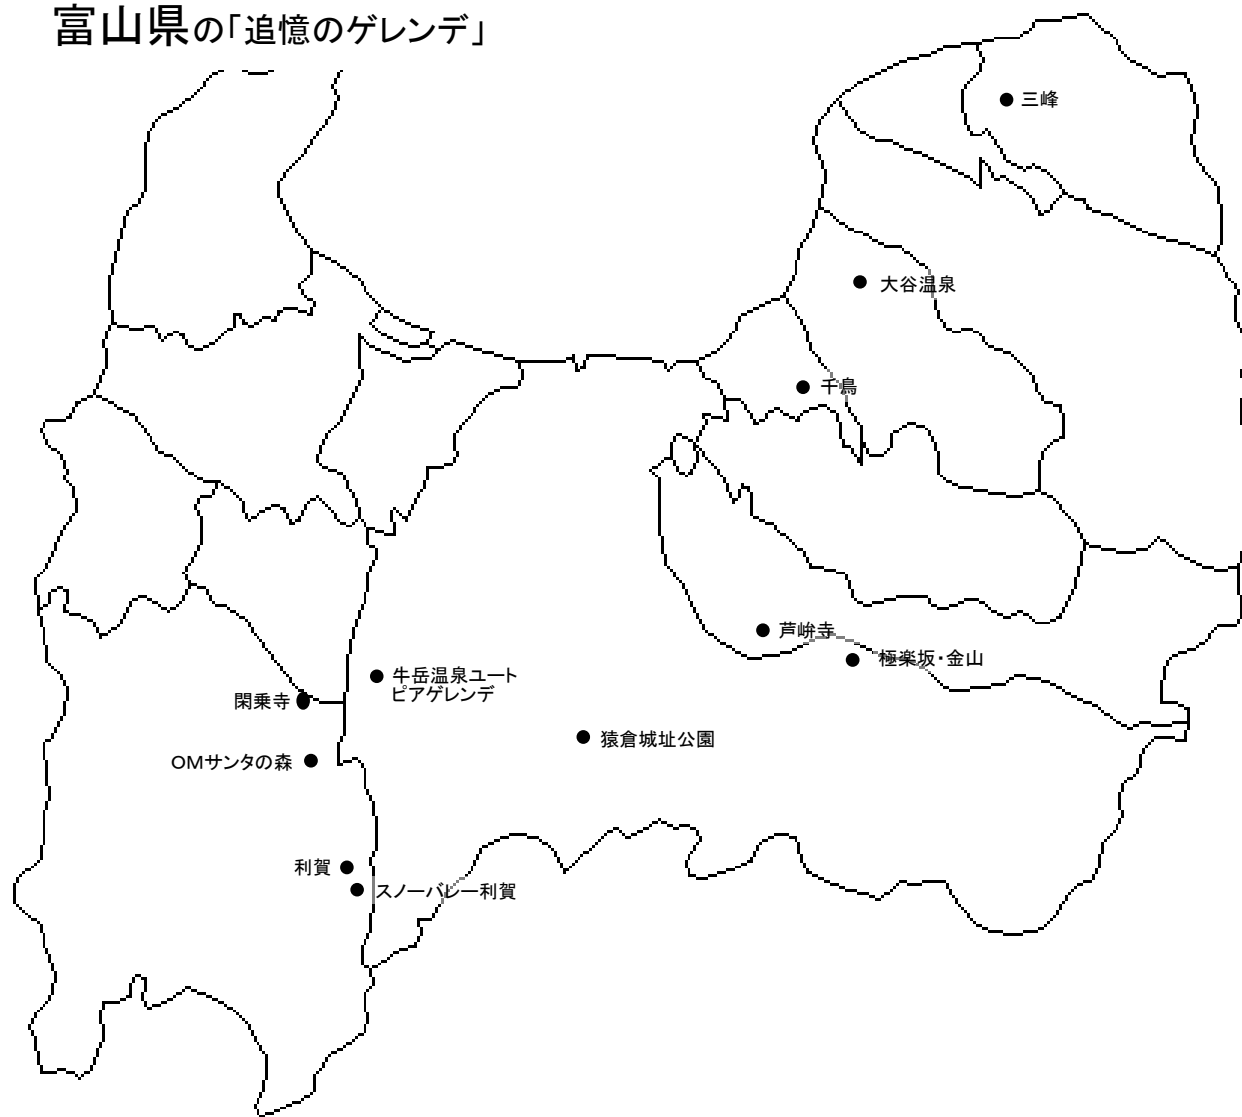 富山県の「追憶のゲレンデ」
三峰
大谷温泉
千鳥
芦峅寺
極楽坂・金山
牛岳温泉ユート
ピアゲレンデ
閑乗寺
猿倉城址公園
OMサンタの森
利賀
スノーバレー利賀